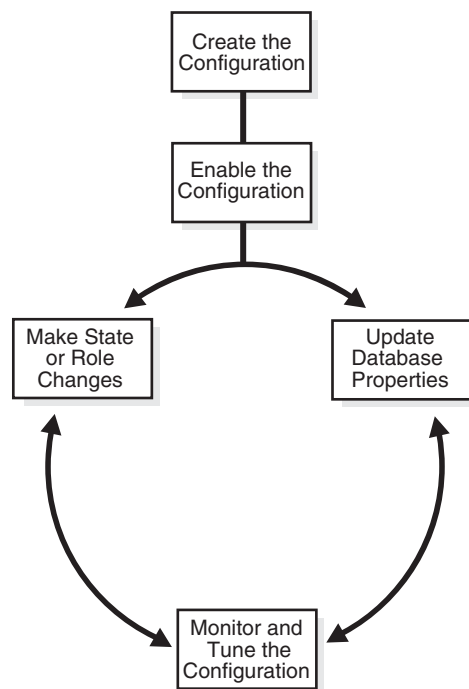 Create the
Configuration
Enable the
Configuration
Make State
or Role
Changes
Update
Database
Properties
Monitor and
Tune the
Configuration